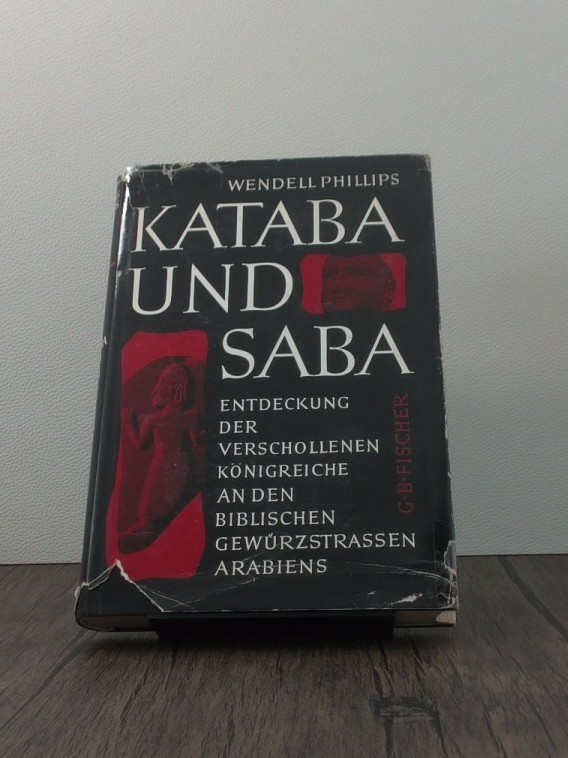 WENDELL PHILLIPS
KATABA
UND
SABA
ENTDECKUNG
DER
VERSCHOLLENEN
KÖNIGREICHE
AN DEN
BIBLISCHEN
GEWÜRZSTRASSEN
ARABIENS
G·B·FISCHER